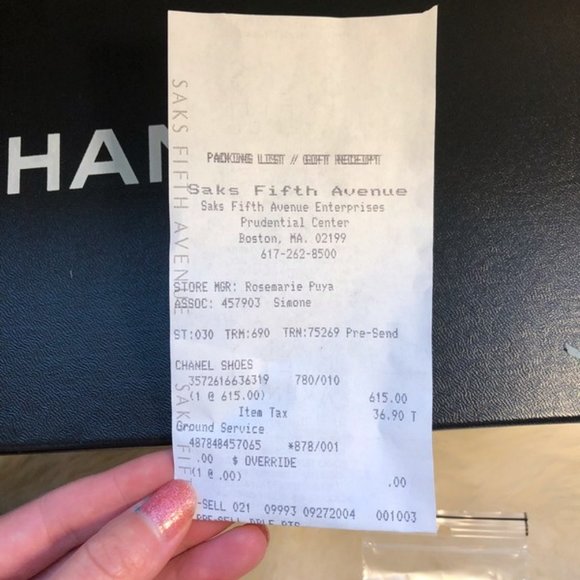 HAN
SAKS FIFTH AVENUE
SAK FIF
PACKING LIST // GIFT RECEIPT
Saks Fifth Avenue
Saks Fifth Avenue Enterprises
Prudential Center
Boston, MA. 02199
617-262-8500
STORE MGR: Rosemarie Puya
ASSOC: 457903 Simone
ST:030 TRM:690 TRN:75269 Pre-Send
CHANEL SHOES
3572616636319 780/010
(1 @ 615.00) 615.00
Item Tax 36.90 T
Ground Service
487848457065 *878/001
.00 $ OVERRIDE
(1 @ .00) .00
-SELL 021 09993 09272004 001003